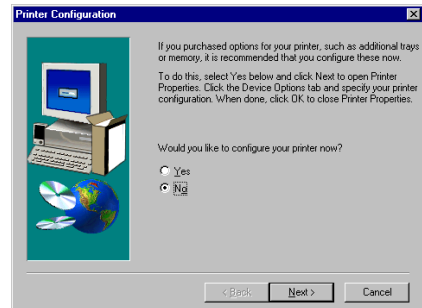 Printer Configuration
If you purchased options for your printer, such as additional trays
or memory, it is recommended that you configure these now.
To do this, select Yes below and click Next to open Printer
Properties. Click the Device Options tab and specify your printer
configuration. When done, click OK to close Printer Properties.
Would you like to configure your printer now?
Yes
No
< Back
Next >
Cancel